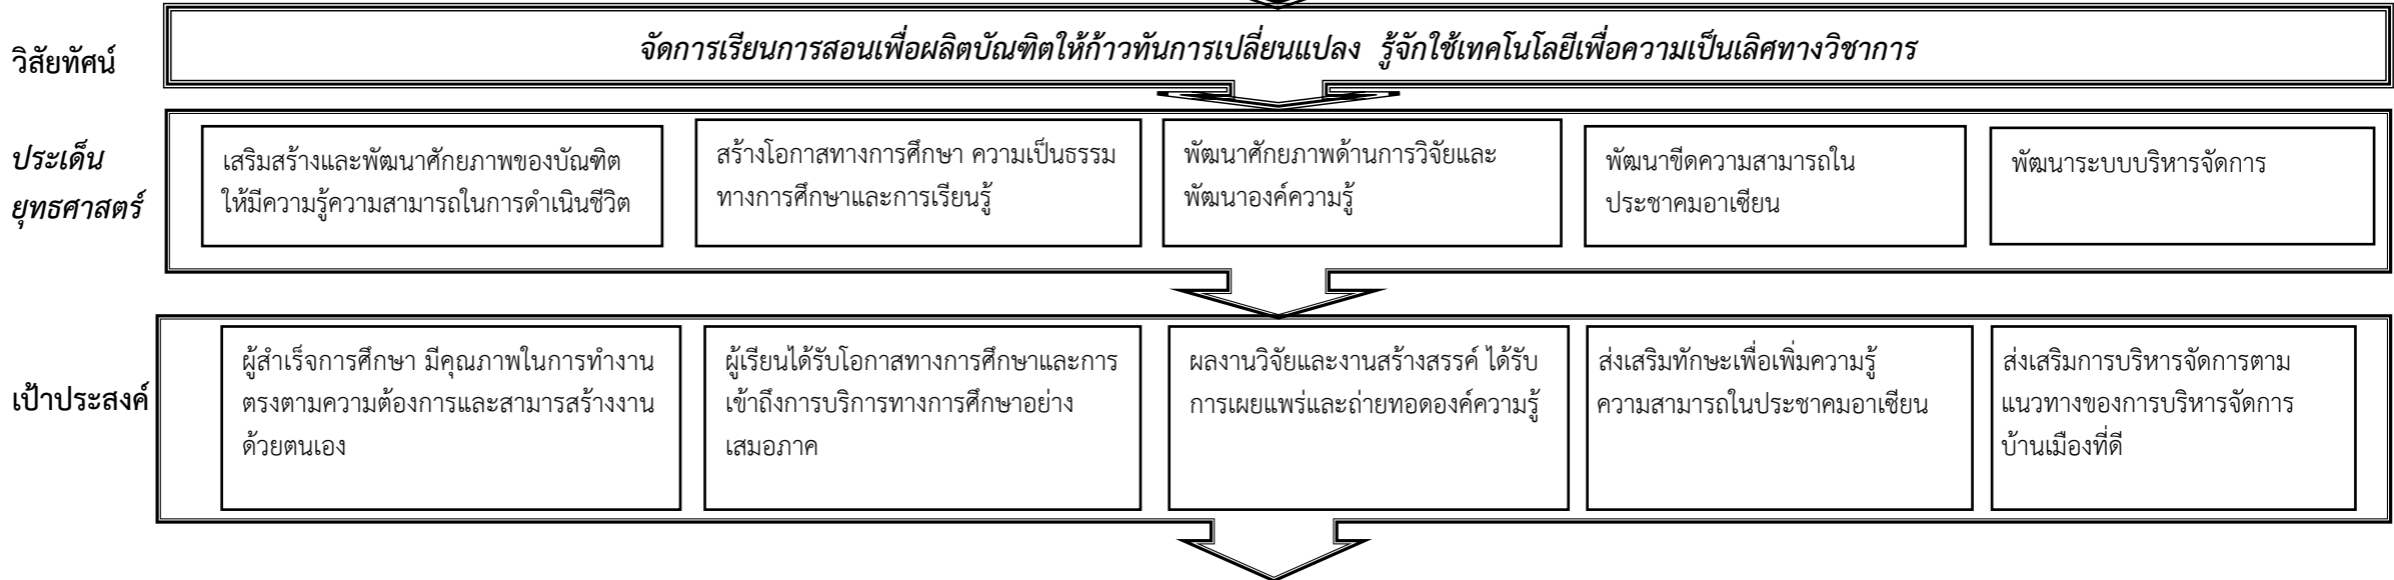 วิสัยทัศน์
จัดการเรียนการสอนเพื่อผลิตบัณฑิตให้ก้าวทันการเปลี่ยนแปลง รู้จักใช้เทคโนโลยีเพื่อความเป็นเลิศทางวิชาการ
ประเด็น
ยุทธศาสตร์
เสริมสร้างและพัฒนาศักยภาพของบัณฑิต
ให้มีความรู้ความสามารถในการดำเนินชีวิต
สร้างโอกาสทางการศึกษา ความเป็นธรรม
ทางการศึกษาและการเรียนรู้
พัฒนาศักยภาพด้านการวิจัยและ
พัฒนาองค์ความรู้
พัฒนาขีดความสามารถใน
ประชาคมอาเซียน
พัฒนาระบบบริหารจัดการ
เป้าประสงค์
ผู้สำเร็จการศึกษา มีคุณภาพในการทำงาน
ตรงตามความต้องการและสามารสร้างงาน
ด้วยตนเอง
ผู้เรียนได้รับโอกาสทางการศึกษาและการ
เข้าถึงการบริการทางการศึกษาอย่าง
เสมอภาค
ผลงานวิจัยและงานสร้างสรรค์ ได้รับ
การเผยแพร่และถ่ายทอดองค์ความรู้
ส่งเสริมทักษะเพื่อเพิ่มความรู้
ความสามารถในประชาคมอาเซียน
ส่งเสริมการบริหารจัดการตาม
แนวทางของการบริหารจัดการ
บ้านเมืองที่ดี